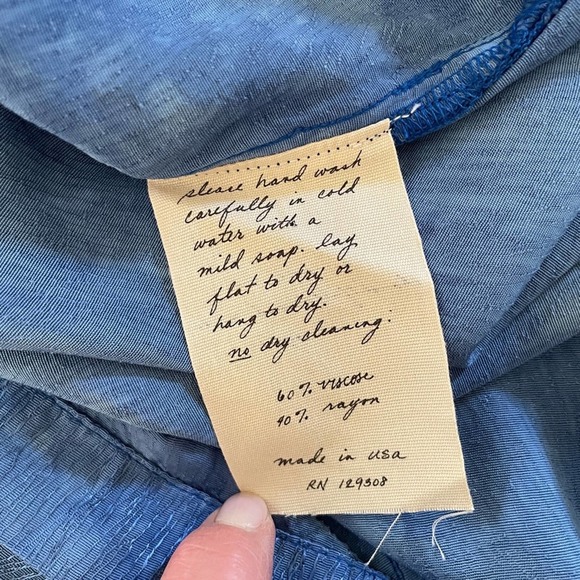 please hand wash
carefully in cold
water with a
mild soap. lay
flat to dry or
hang to dry.
no dry cleaning.
60% viscose
40% rayon
made in usa
RN 129308